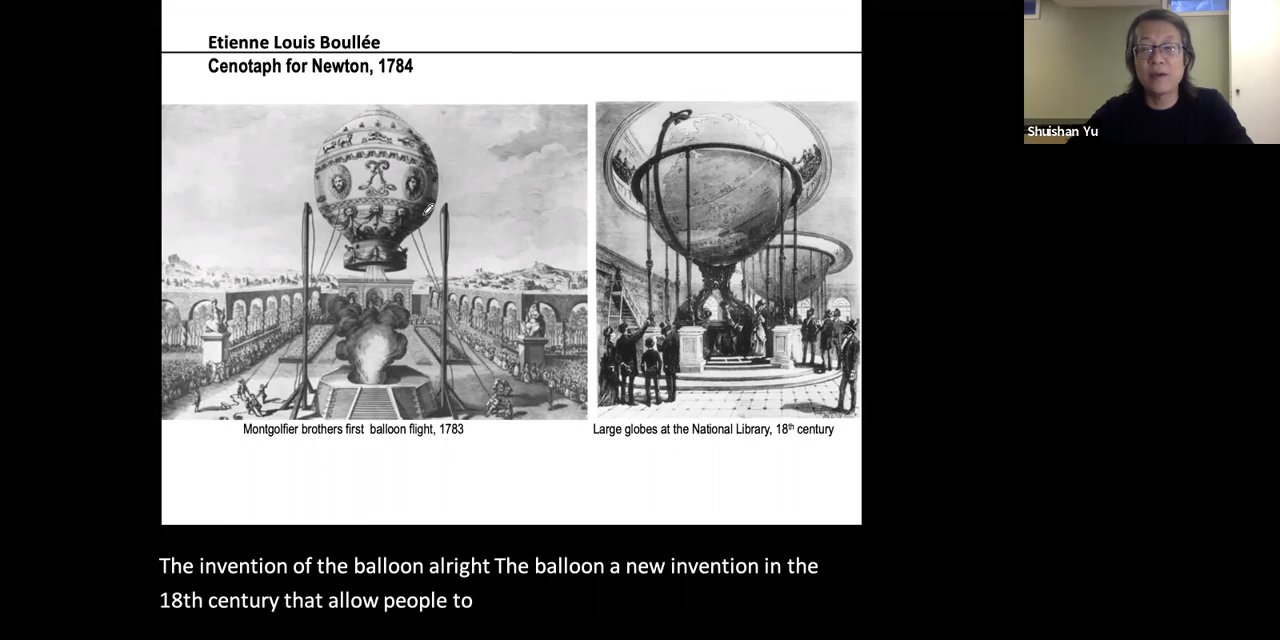 Etienne Louis Boullée
Cenotaph for Newton, 1784
Shuishan Yu
Montgolfier brothers first balloon flight, 1783
Large globes at the National Library, 18th century
The invention of the balloon alright The balloon a new invention in the
18th century that allow people to